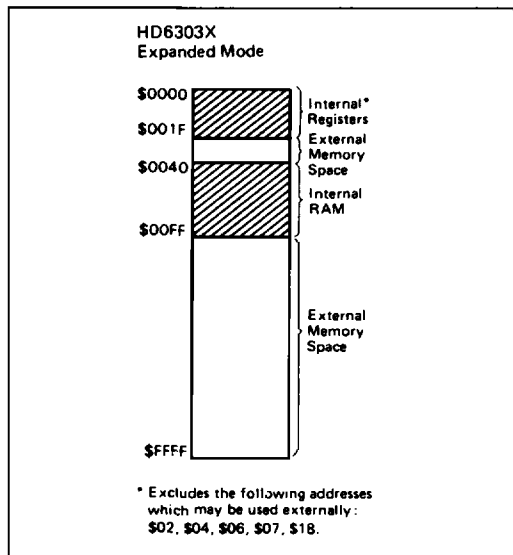 HD6303X
Expanded Mode
$0000
Internal*
Registers
$001F
External
Memory
Space
$0040
Internal
RAM
$00FF
External
Memory
Space
$FFFF
* Excludes the following addresses
which may be used externally:
$02, $04, $06, $07, $18.